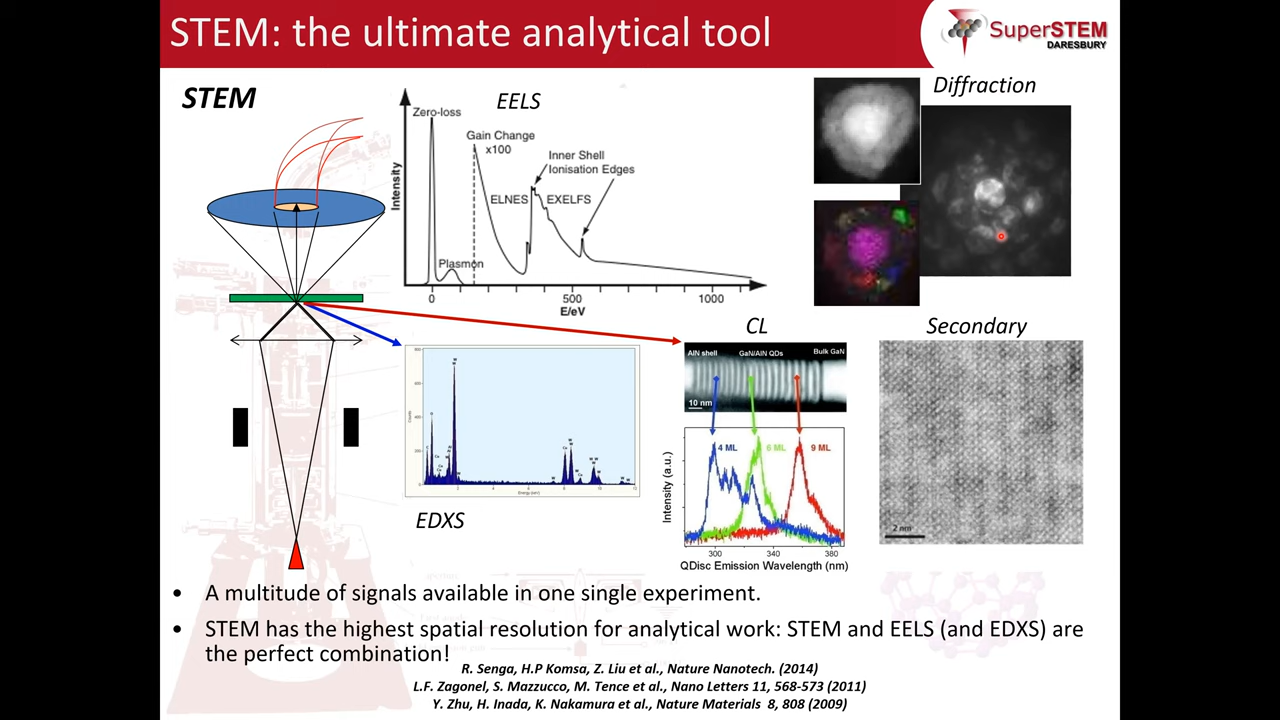 STEM: the ultimate analytical tool
SuperSTEM
DARESBURY
STEM
EELS
Zero-loss
Gain Change
x100
Inner Shell
Ionisation Edges
ELNES
EXELFS
Plasmon
Intensity
0
500
1000
E/eV
Diffraction
EDXS
CL
AlN shell
GaN/AlN QDs
Bulk GaN
10 nm
4 ML
6 ML
9 ML
Intensity (a.u.)
300
340
380
QDisc Emission Wavelength (nm)
Secondary
2 nm
• A multitude of signals available in one single experiment.
• STEM has the highest spatial resolution for analytical work: STEM and EELS (and EDXS) are
the perfect combination!
R. Senga, H.P Komsa, Z. Liu et al., Nature Nanotech. (2014)
L.F. Zagonel, S. Mazzucco, M. Tence et al., Nano Letters 11, 568-573 (2011)
Y. Zhu, H. Inada, K. Nakamura et al., Nature Materials 8, 808 (2009)